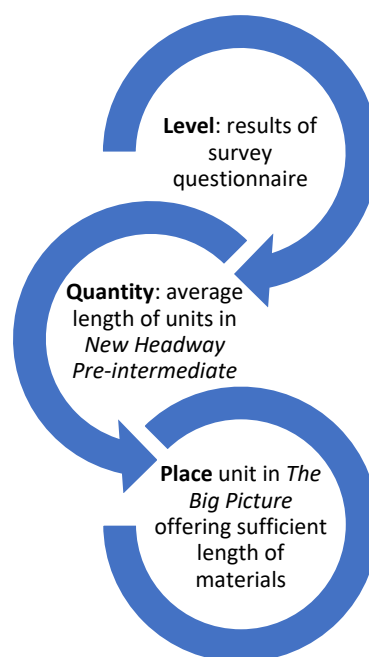 Level: results of
survey
questionnaire
Quantity: average
length of units in
New Headway
Pre-intermediate
Place unit in The
Big Picture
offering sufficient
length of
materials